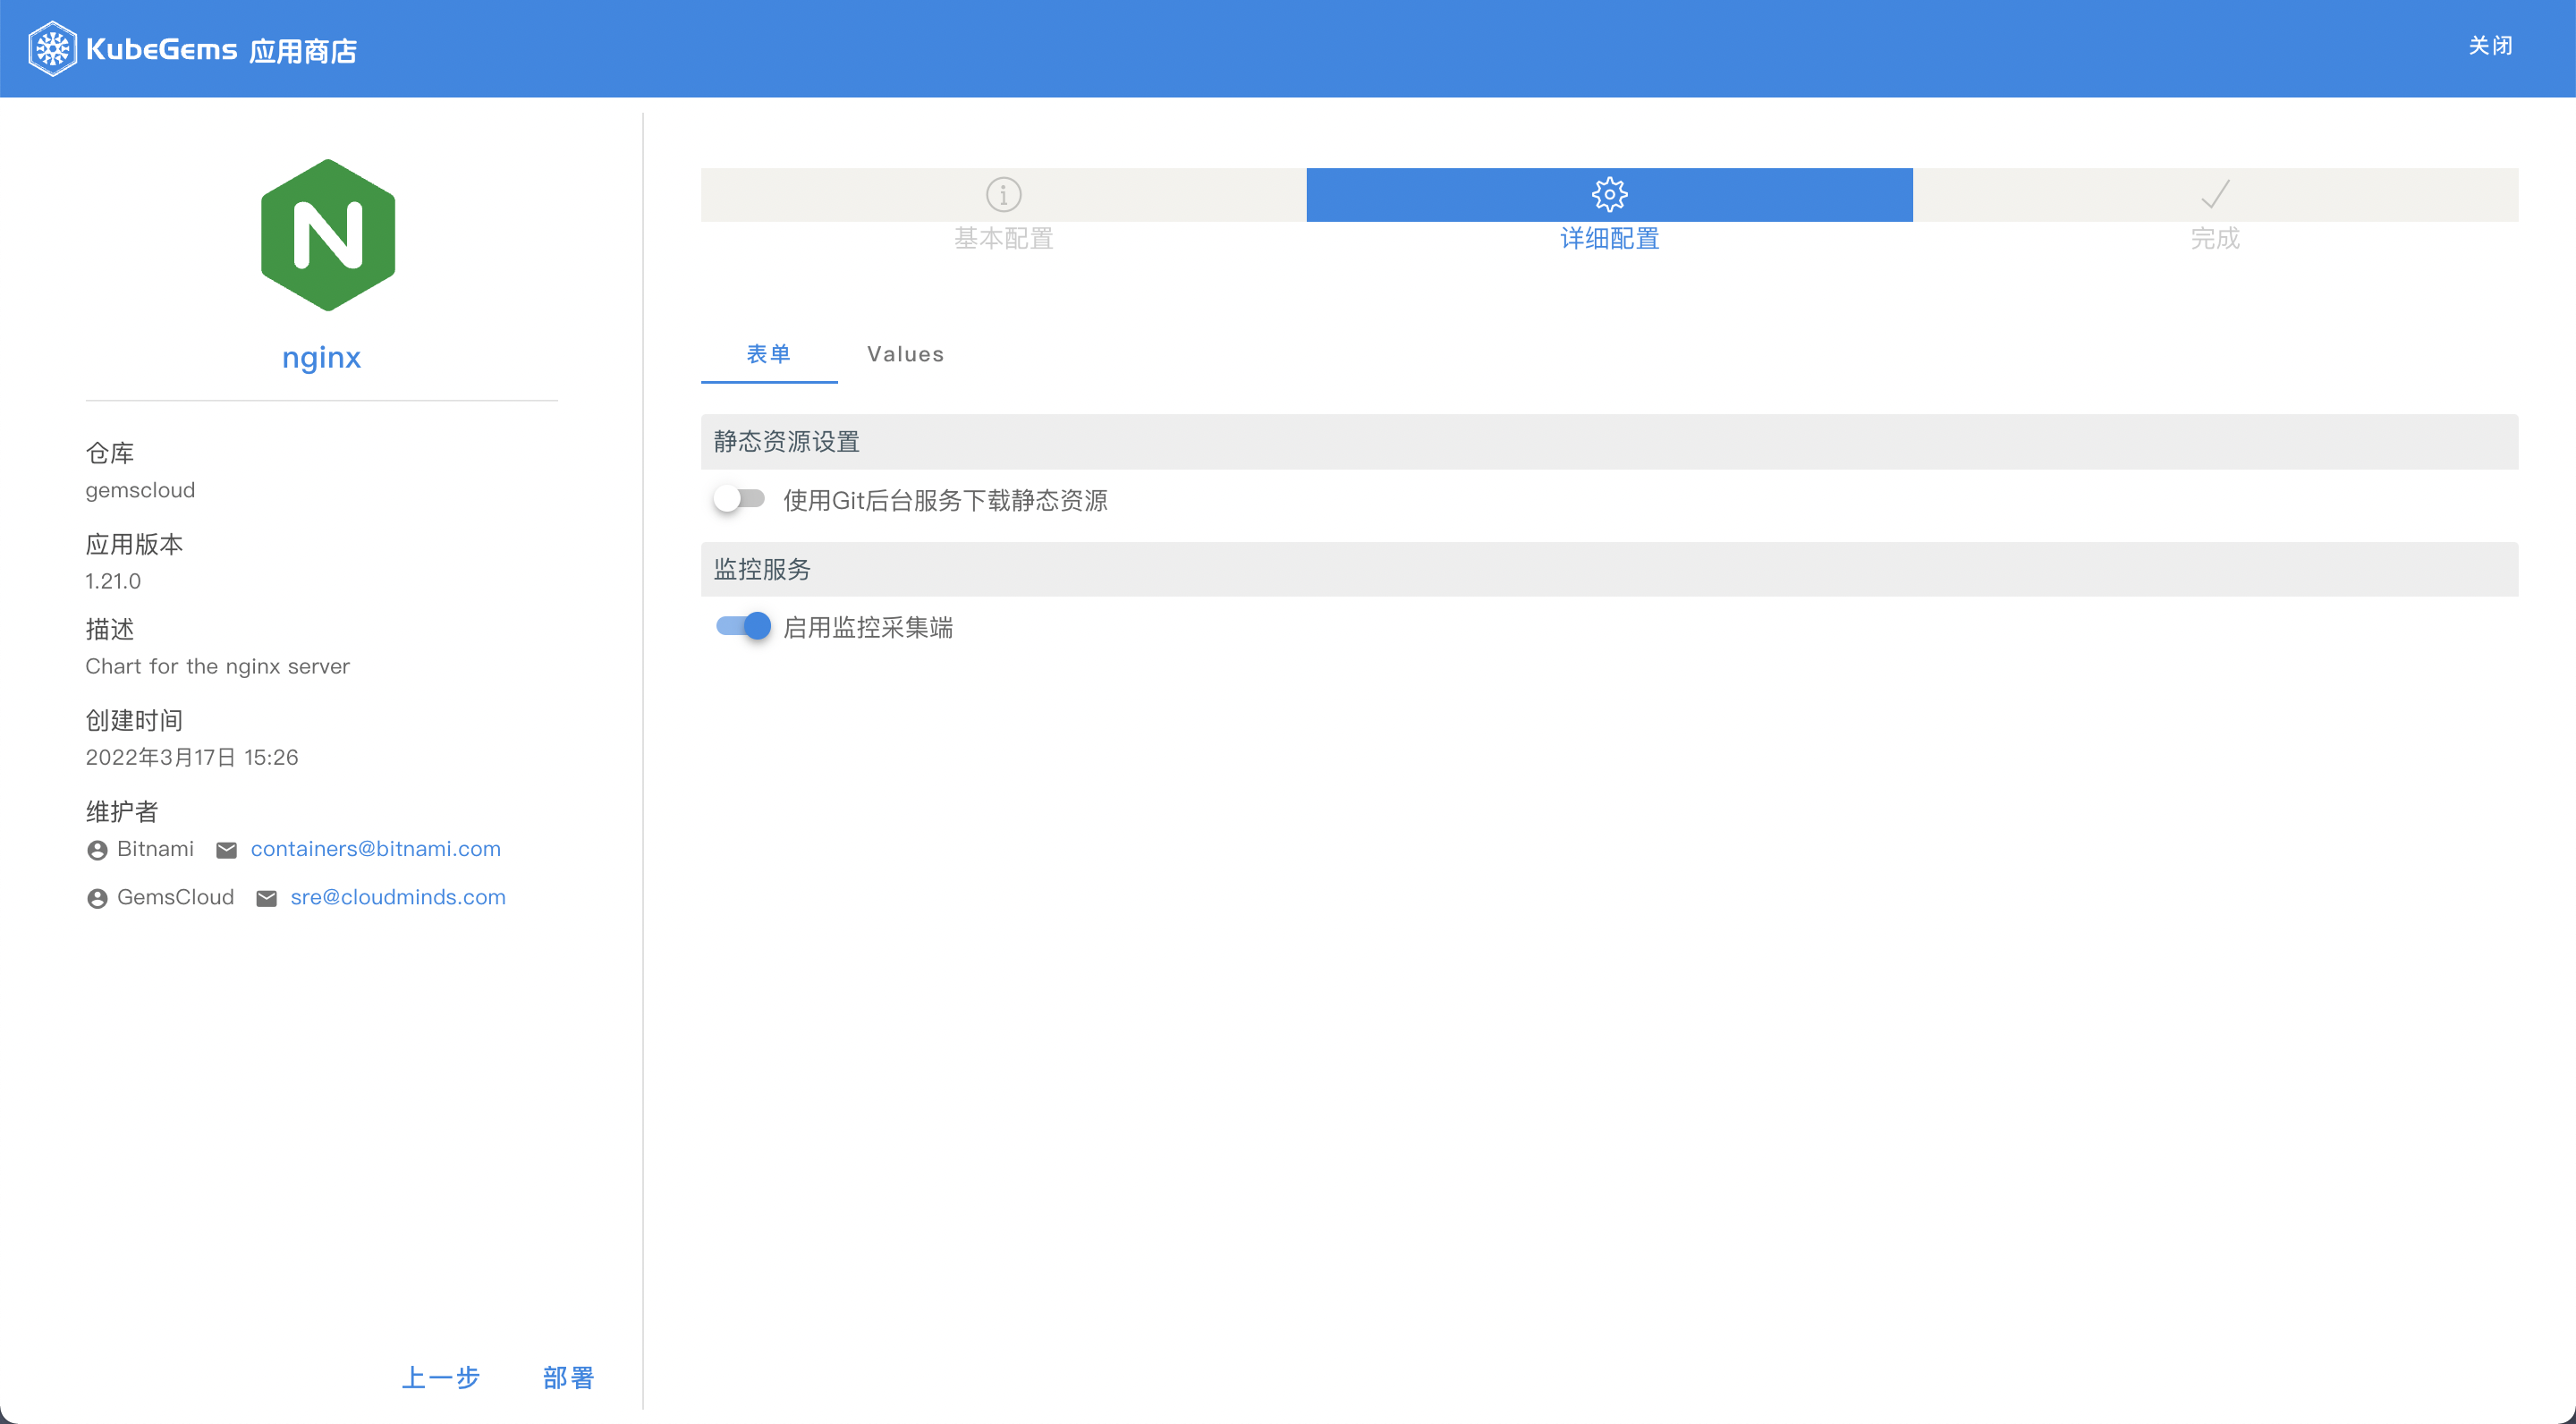 KubeGems 应用商店
关闭
nginx
仓库
gemscloud
应用版本
1.21.0
描述
Chart for the nginx server
创建时间
2022年3月17日 15:26
维护者
Bitnami containers@bitnami.com
GemsCloud sre@cloudminds.com
上一步 部署
基本配置 详细配置 完成
表单 Values
静态资源设置
使用Git后台服务下载静态资源
监控服务
启用监控采集端